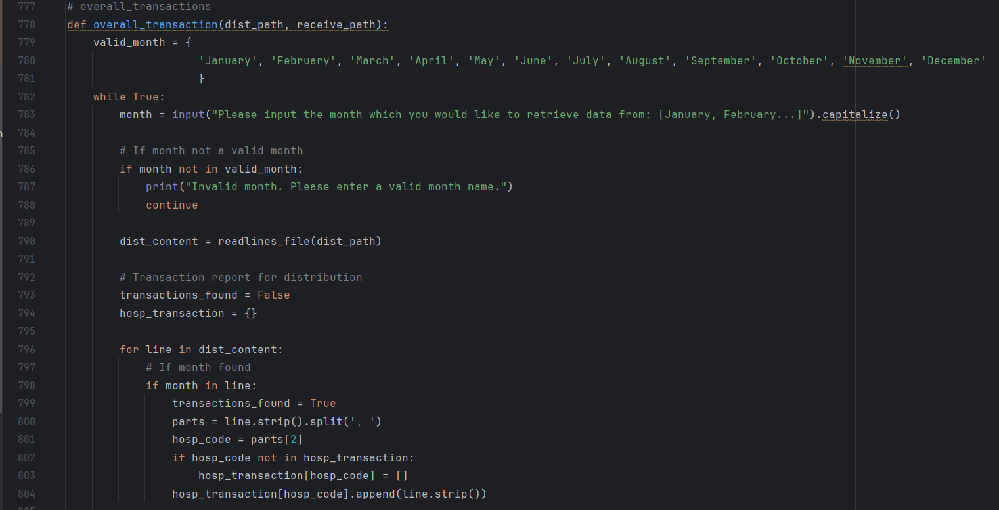 777 # overall_transactions
778 def overall_transaction(dist_path, receive_path):
779     valid_month = {
780                     'January', 'February', 'March', 'April', 'May', 'June', 'July', 'August', 'September', 'October', 'November', 'December'
781                     }
782     while True:
783         month = input("Please input the month which you would like to retrieve data from: [January, February...]").capitalize()
784
785         # If month not a valid month
786         if month not in valid_month:
787             print("Invalid month. Please enter a valid month name.")
788             continue
789
790         dist_content = readlines_file(dist_path)
791
792         # Transaction report for distribution
793         transactions_found = False
794         hosp_transaction = {}
795
796         for line in dist_content:
797             # If month found
798             if month in line:
799                 transactions_found = True
800                 parts = line.strip().split(', ')
801                 hosp_code = parts[2]
802                 if hosp_code not in hosp_transaction:
803                     hosp_transaction[hosp_code] = []
804                 hosp_transaction[hosp_code].append(line.strip())